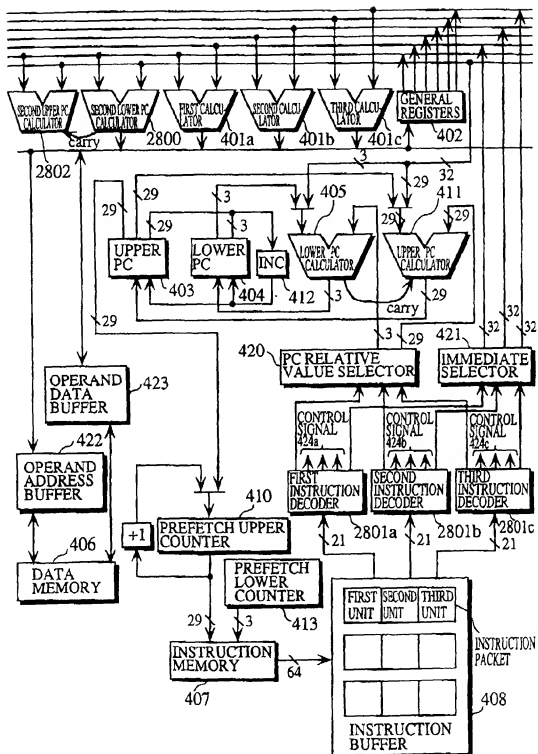 SECOND UPPER PC
CALCULATOR
SECOND LOWER PC
CALCULATOR
FIRST CALCU-
LATOR
SECOND CALCU-
LATOR
THIRD CALCU-
LATOR
GENERAL
REGISTERS
carry
2802
2800
401a
401b
401c
402
3
32
29
29
29
3
3
29
29
405
411
UPPER
PC
LOWER
PC
INC
LOWER PC
CALCULATOR
UPPER PC
CALCULATOR
403
404
412
3
carry
29
29
3
29
421
32
32
32
420
PC RELATIVE
VALUE SELECTOR
IMMEDIATE
SELECTOR
423
OPERAND
DATA
BUFFER
422
OPERAND
ADDRESS
BUFFER
CONTROL
SIGNAL
424a
CONTROL
SIGNAL
424b
CONTROL
SIGNAL
424c
FIRST
INSTRUCTION
DECODER
SECOND
INSTRUCTION
DECODER
THIRD
INSTRUCTION
DECODER
2801a
2801b
2801c
21
21
21
406
DATA
MEMORY
+1
410
PREFETCH UPPER
COUNTER
PREFETCH
LOWER
COUNTER
413
29
3
INSTRUCTION
MEMORY
407
64
FIRST
UNIT
SECOND
UNIT
THIRD
UNIT
INSTRUCTION
PACKET
408
INSTRUCTION
BUFFER